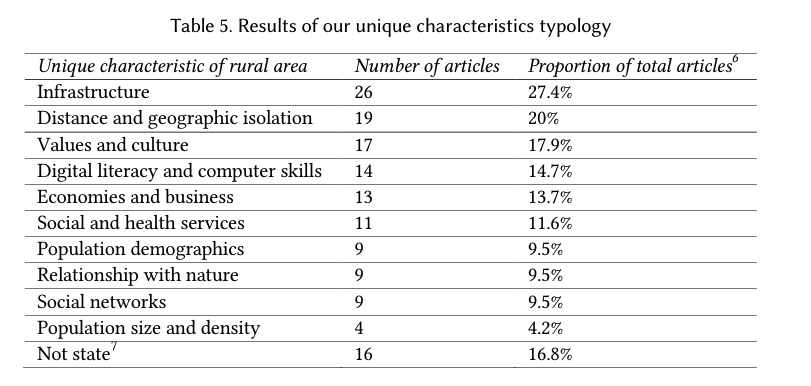 Table 5. Results of our unique characteristics typology
Unique characteristic of rural area Number of articles Proportion of total articles6
Infrastructure 26 27.4%
Distance and geographic isolation 19 20%
Values and culture 17 17.9%
Digital literacy and computer skills 14 14.7%
Economies and business 13 13.7%
Social and health services 11 11.6%
Population demographics 9 9.5%
Relationship with nature 9 9.5%
Social networks 9 9.5%
Population size and density 4 4.2%
Not state7 16 16.8%